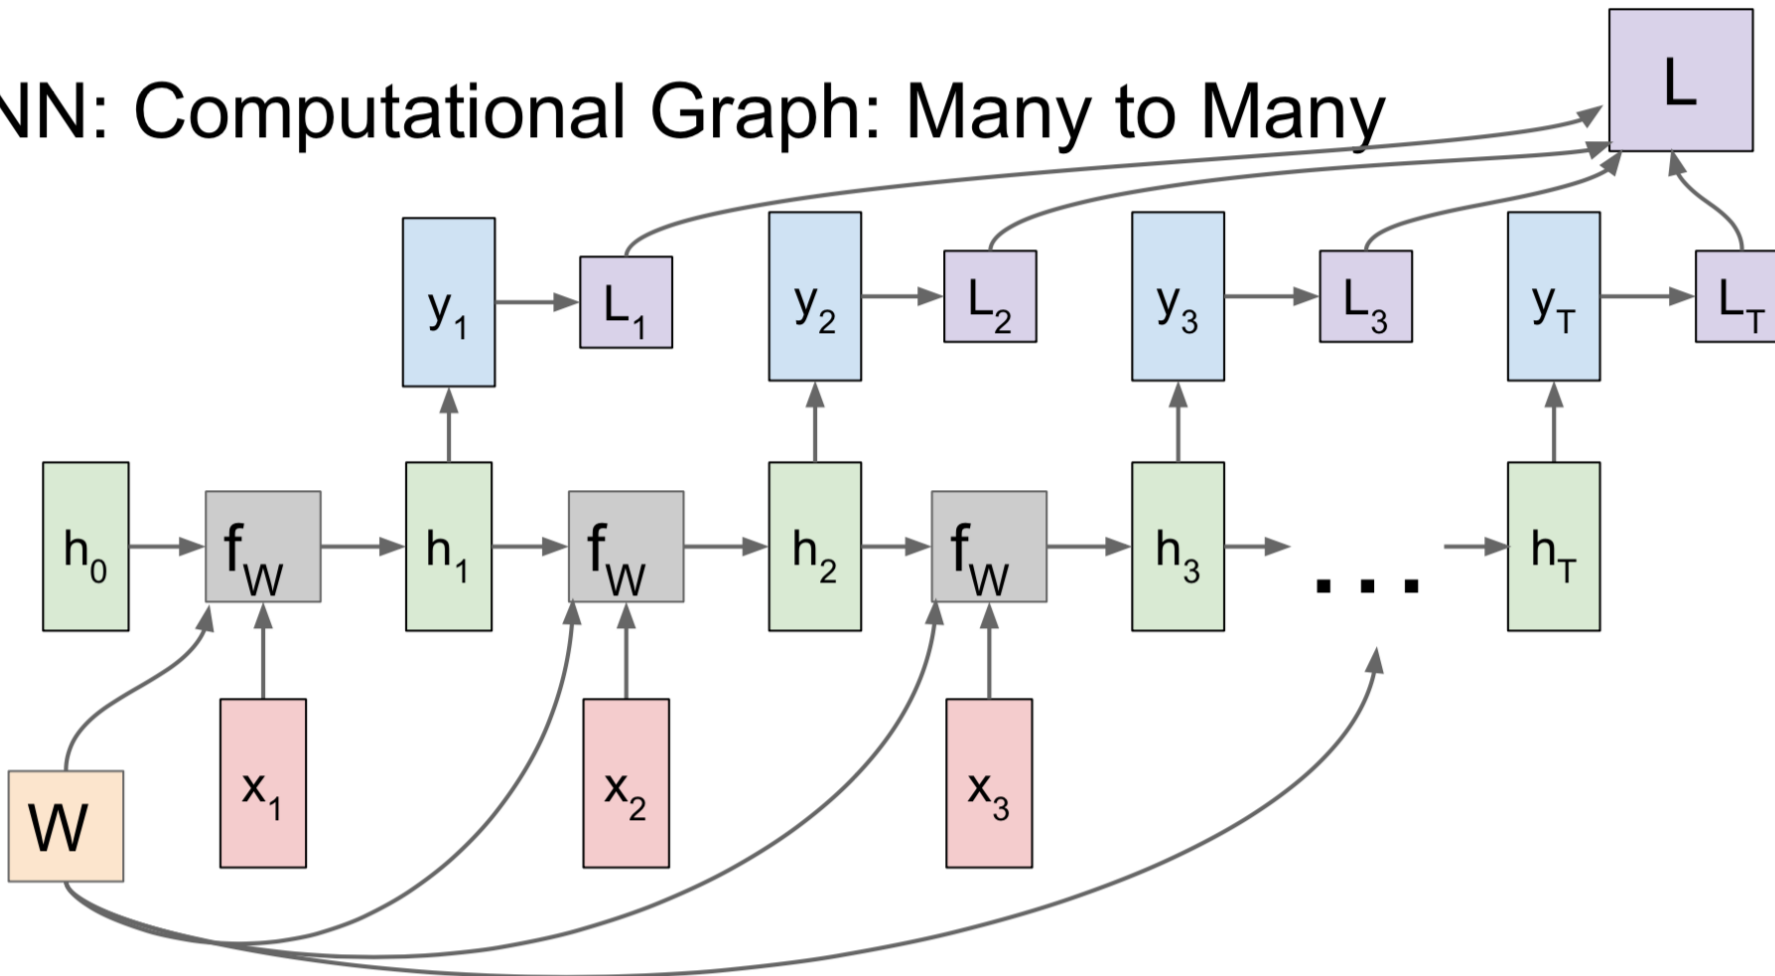 NN: Computational Graph: Many to Many
L
y1
L1
y2
L2
y3
L3
yT
LT
h0
fW
h1
fW
h2
fW
h3
...
hT
W
x1
x2
x3